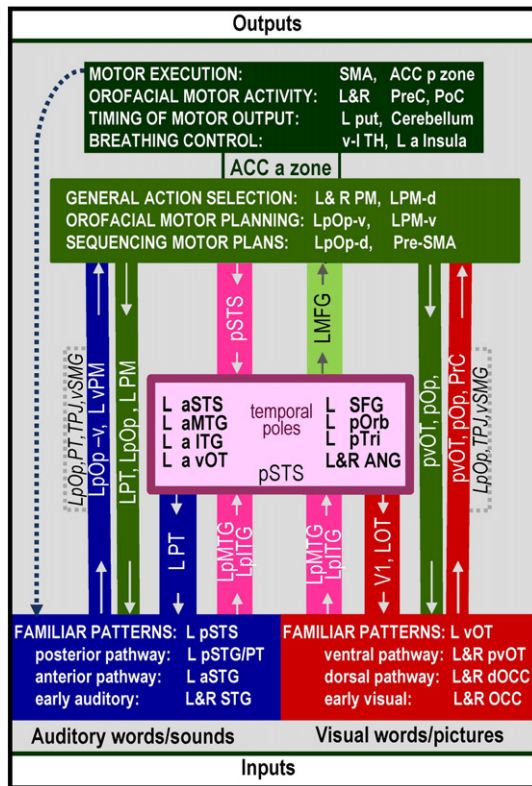 Outputs
MOTOR EXECUTION: SMA, ACC p zone
OROFACIAL MOTOR ACTIVITY: L&R PreC, PoC
TIMING OF MOTOR OUTPUT: L put, Cerebellum
BREATHING CONTROL: v-l TH, L a Insula
ACC a zone
GENERAL ACTION SELECTION: L& R PM, LPM-d
OROFACIAL MOTOR PLANNING: LpOp-v, LPM-v
SEQUENCING MOTOR PLANS: LpOp-d, Pre-SMA
LpOp, PT, TPJ, vSMG
LpOp –v, L vPM
LPT, LpOp, L PM
pSTS
LMFG
pvOT, pOp,
pvOT, pOp, PrC
LpOp, TPJ, vSMG
L aSTS
L aMTG
L a ITG
L a vOT
temporal
poles
pSTS
L SFG
L pOrb
L pTri
L&R ANG
L PT
LpMTG
LpITG
LpMTG
LpITG
V1, LOT
FAMILIAR PATTERNS: L pSTS
posterior pathway: L pSTG/PT
anterior pathway: L aSTG
early auditory: L&R STG
FAMILIAR PATTERNS: L vOT
ventral pathway: L&R pvOT
dorsal pathway: L&R dOCC
early visual: L&R OCC
Auditory words/sounds
Visual words/pictures
Inputs